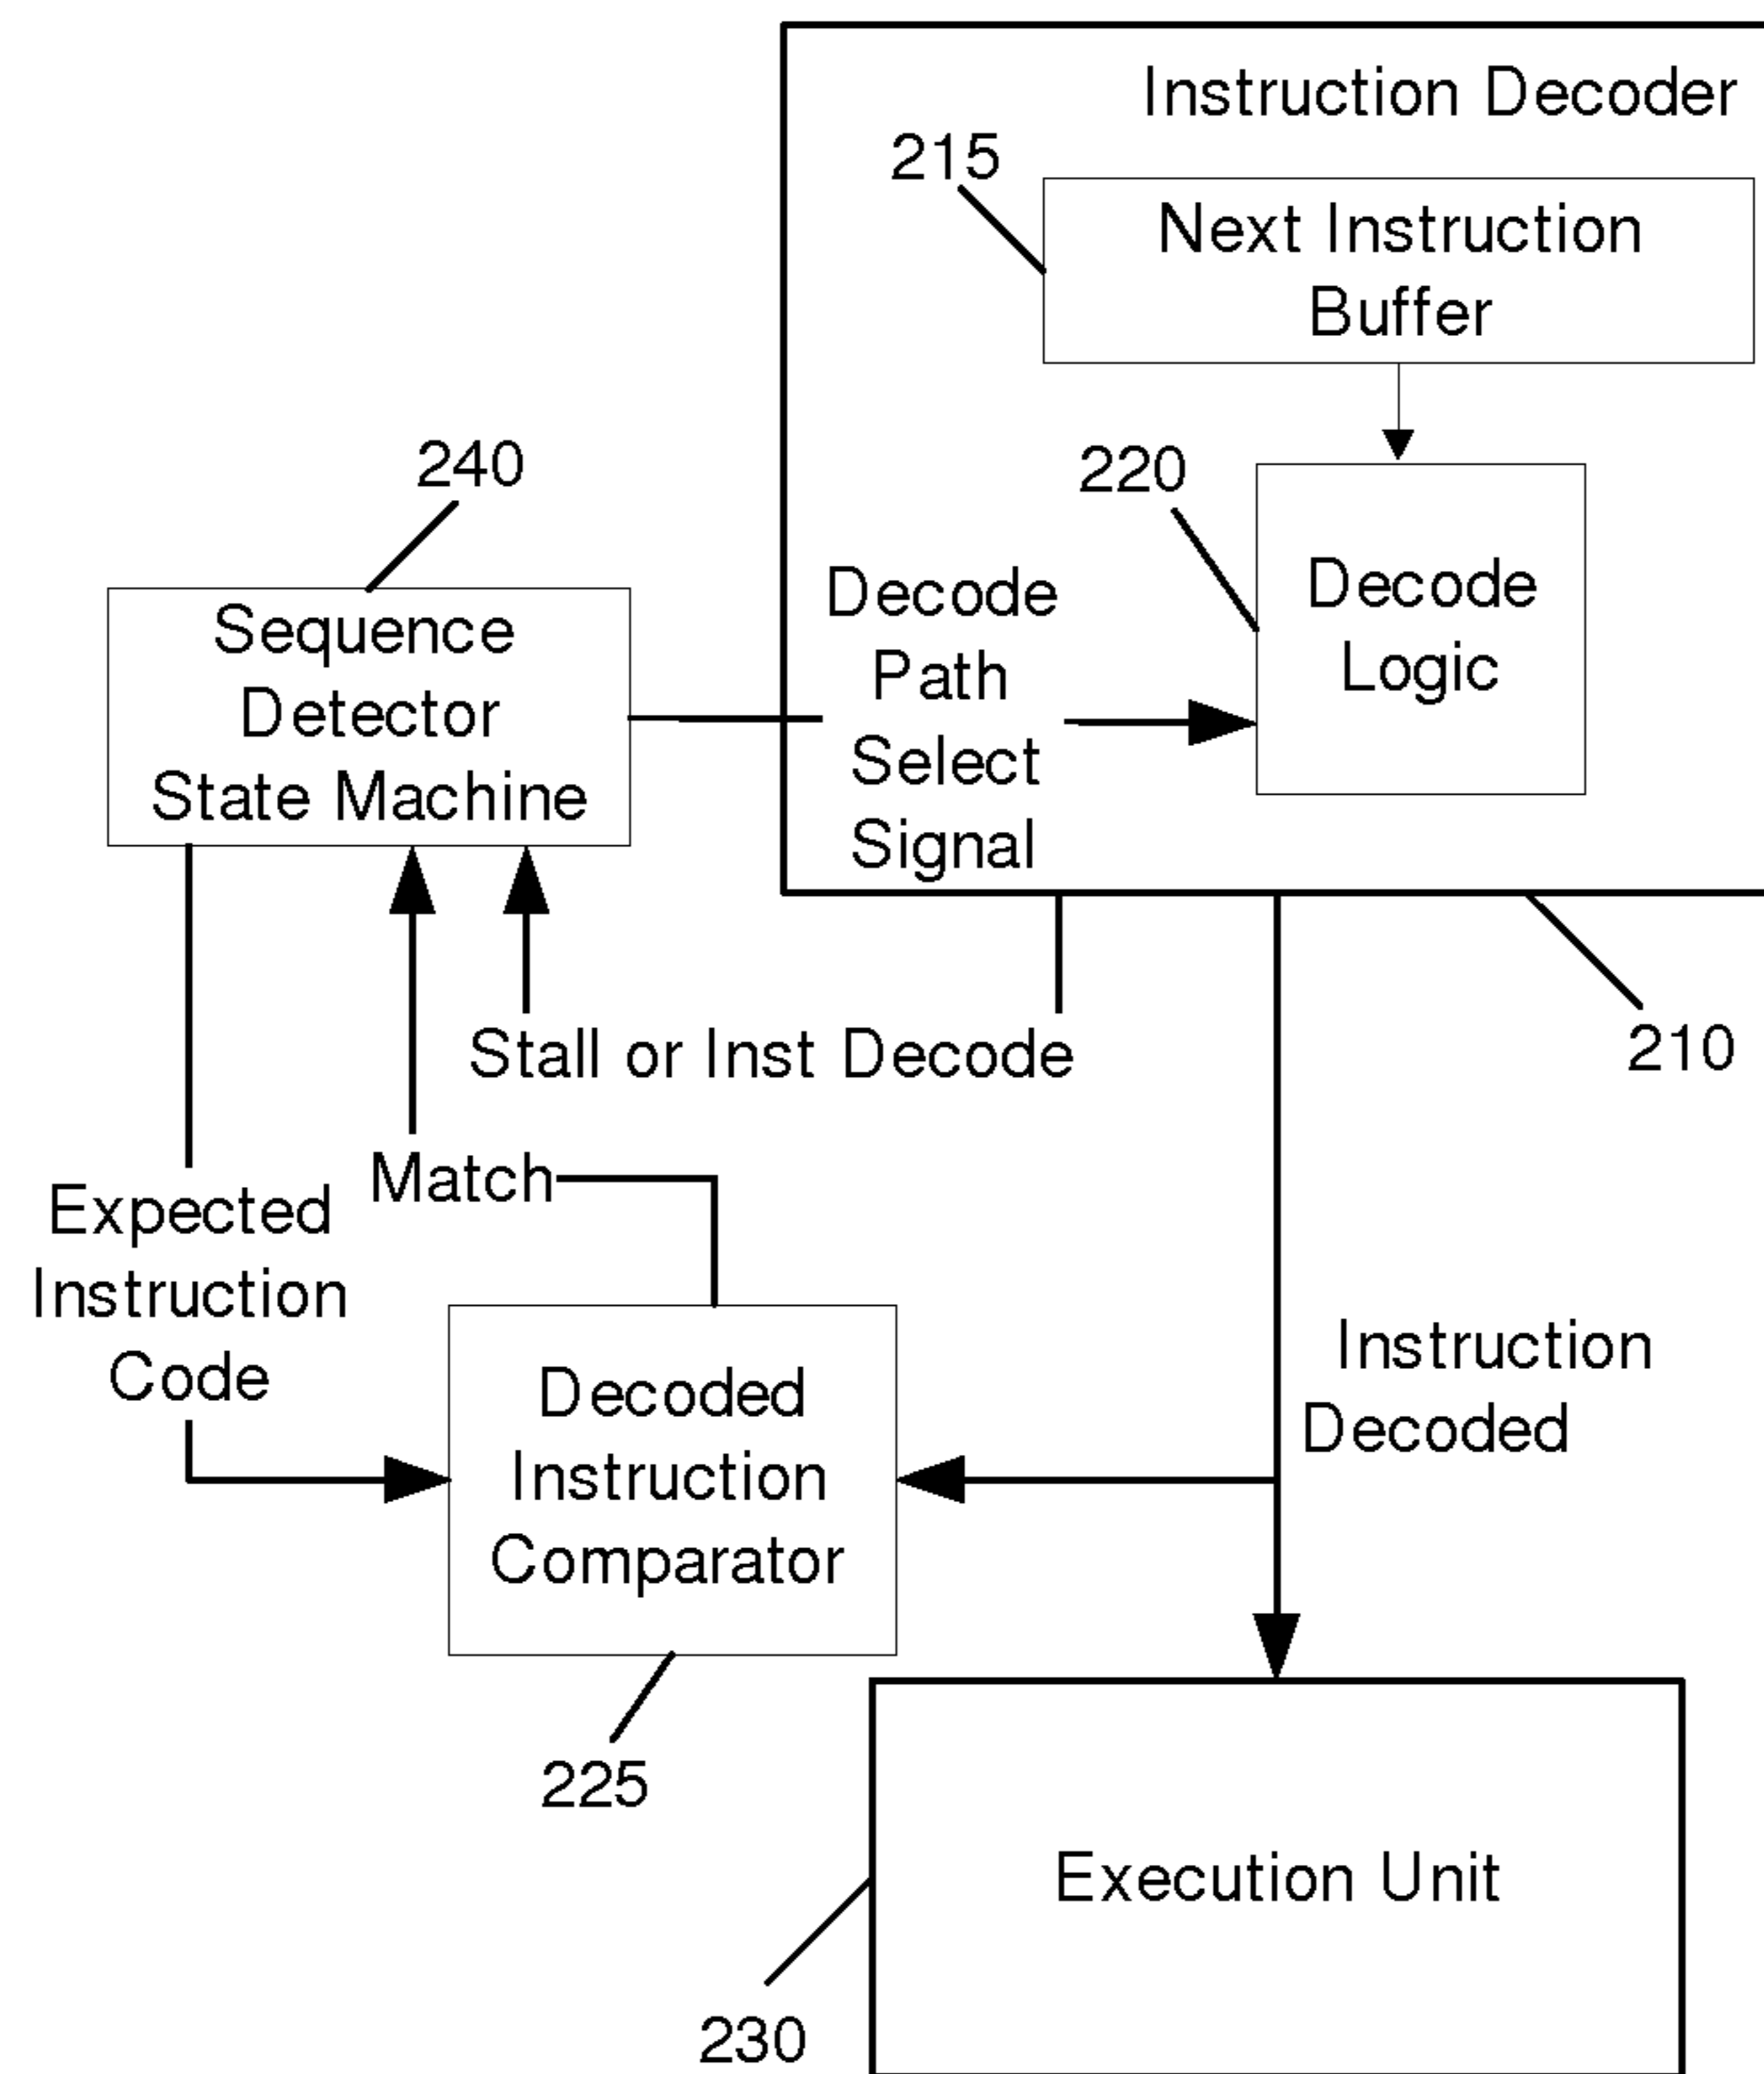 Instruction Decoder
215
Next Instruction
Buffer
240
220
Decode
Logic
Decode
Path
Select
Signal
Sequence
Detector
State Machine
210
Stall or Inst Decode
Match
Expected
Instruction
Code
Instruction
Decoded
Decoded
Instruction
Comparator
225
Execution Unit
230